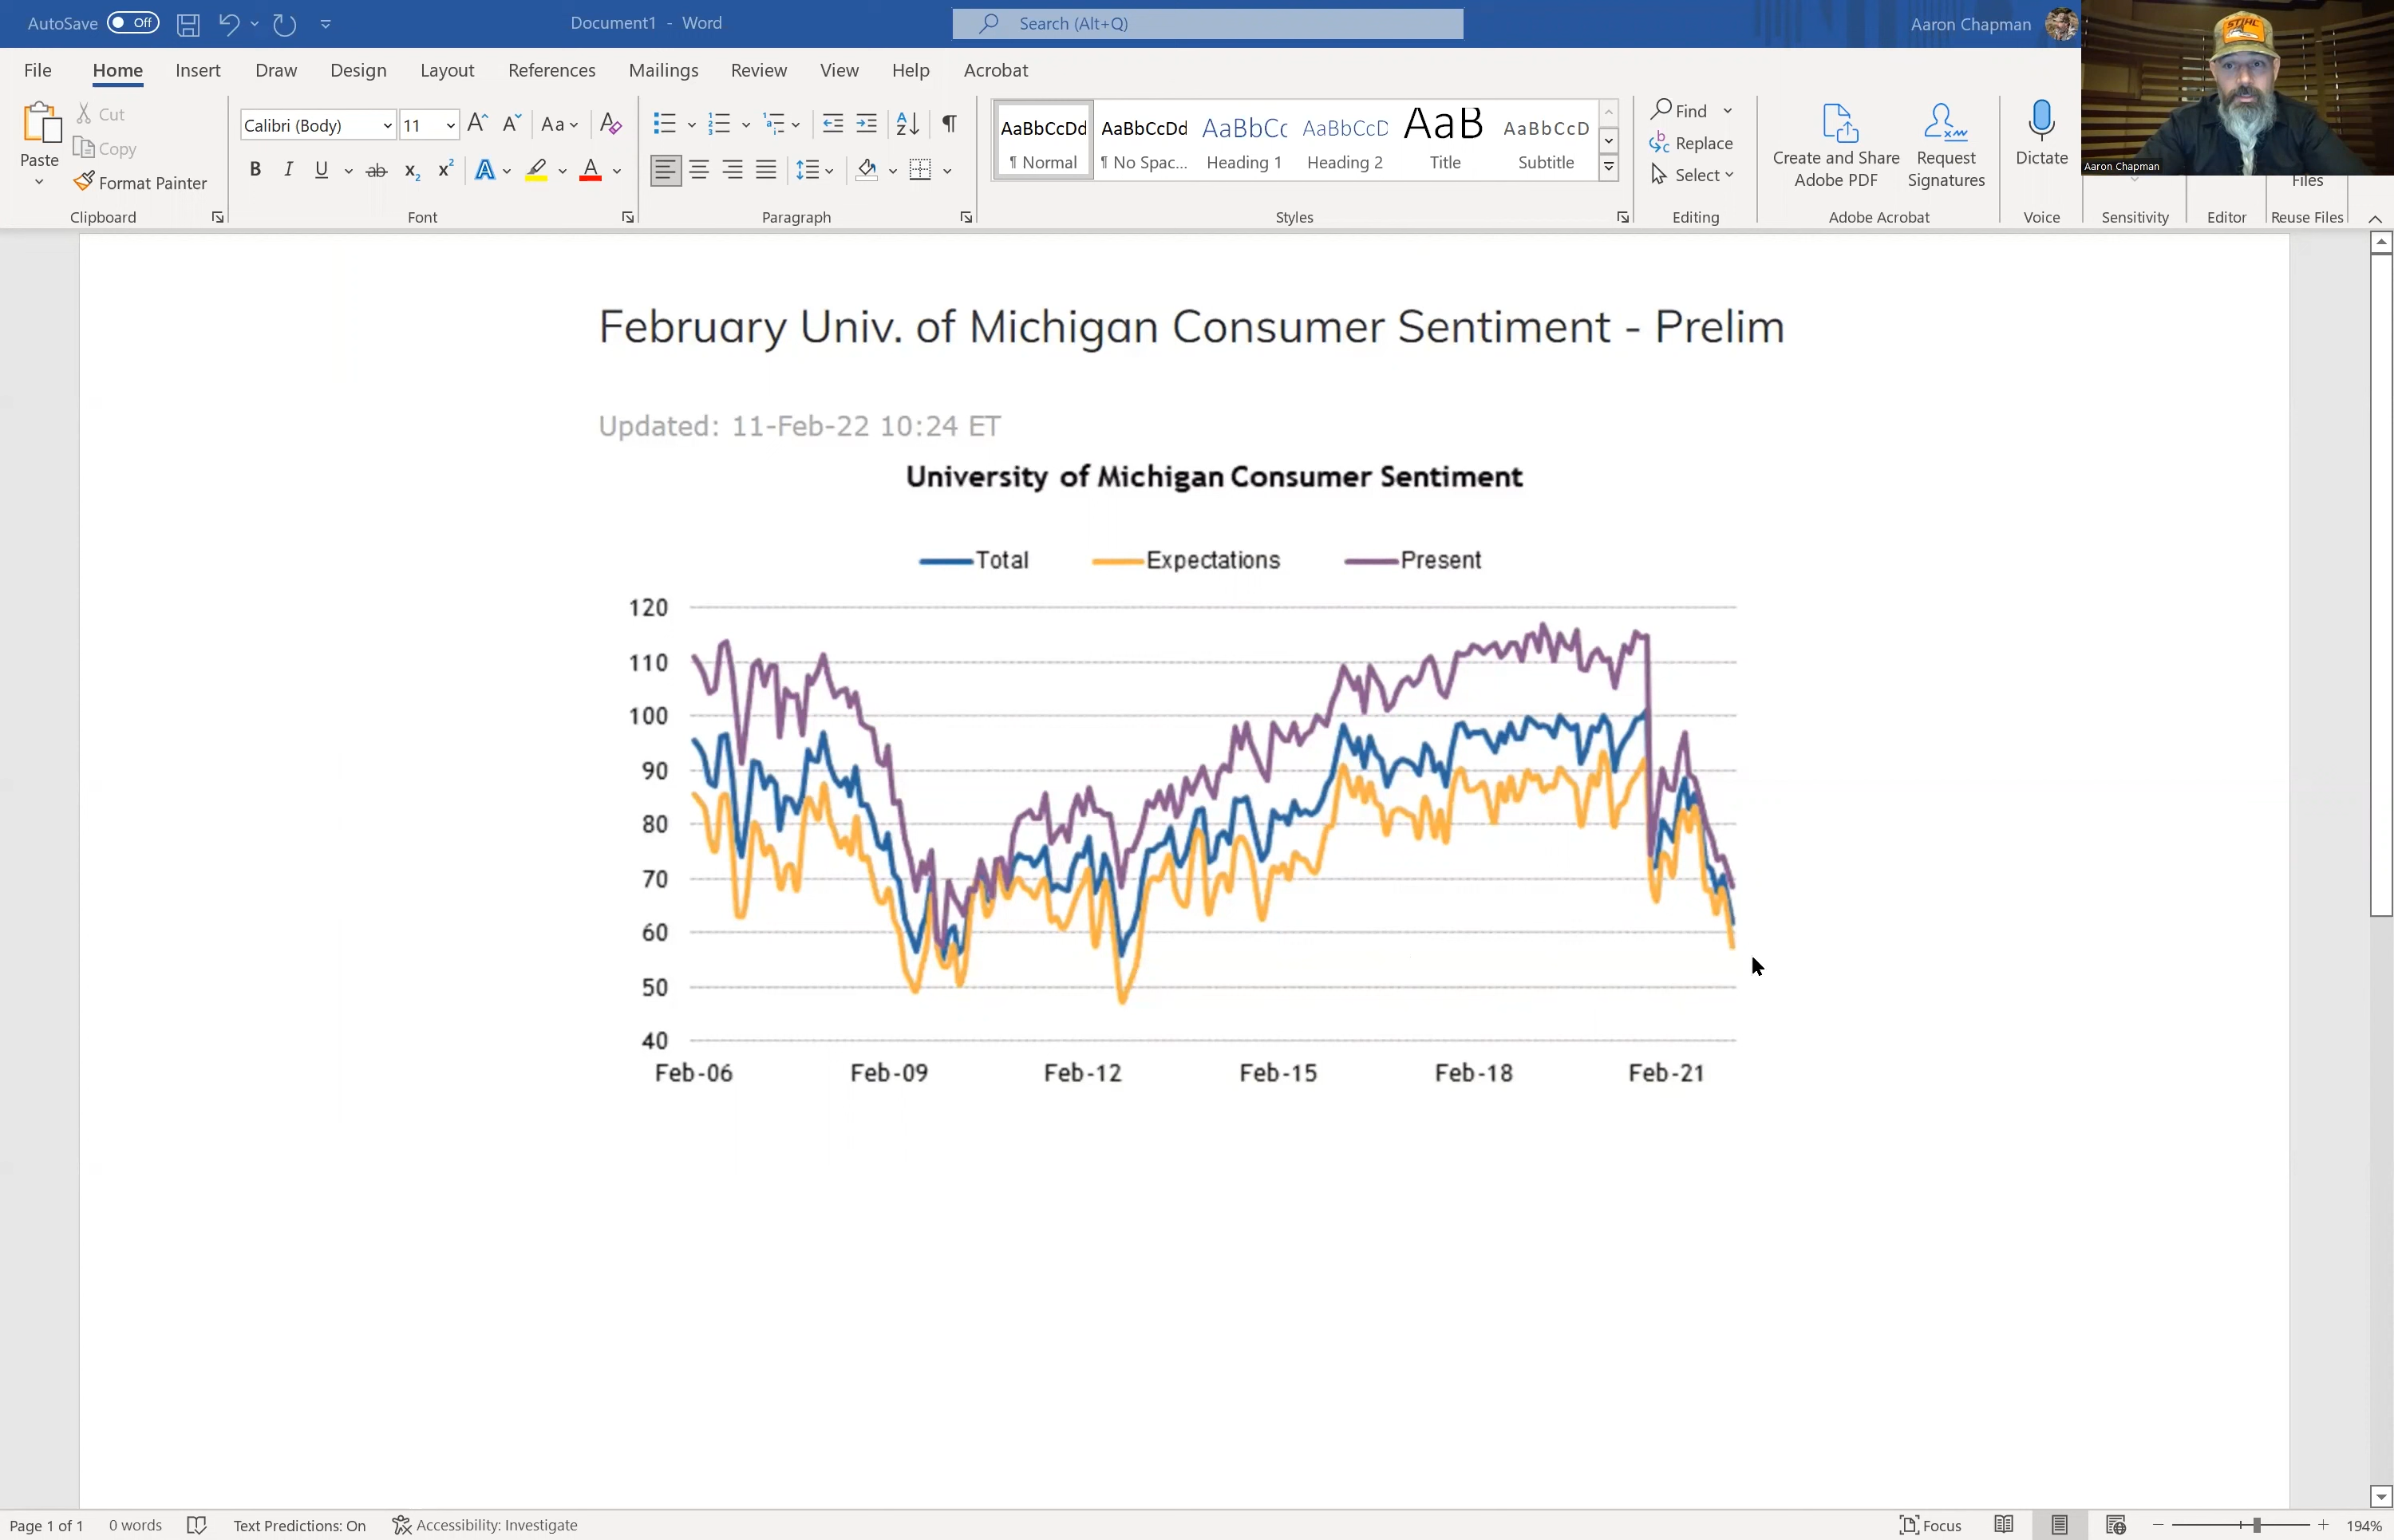 AutoSave Off Document1 - Word Search (Alt+Q) Aaron Chapman
STIHL
File Home Insert Draw Design Layout References Mailings Review View Help Acrobat
Paste Cut Copy Format Painter
Clipboard
Calibri (Body) 11 Aa
B I U ab x2 x2 A A
Font
Paragraph
AaBbCcDd AaBbCcDd AaBbCc AaBbCcD AaB AaBbCcD
¶ Normal ¶ No Spac... Heading 1 Heading 2 Title Subtitle
Styles
Find
Replace
Select
Editing
Create and Share Adobe PDF
Request Signatures
Adobe Acrobat
Dictate
Voice
Aaron Chapman
Sensitivity
Editor
Files
Reuse Files
February Univ. of Michigan Consumer Sentiment - Prelim
Updated: 11-Feb-22 10:24 ET
University of Michigan Consumer Sentiment
Total Expectations Present
120
110
100
90
80
70
60
50
40
Feb-06 Feb-09 Feb-12 Feb-15 Feb-18 Feb-21
Page 1 of 1 0 words Text Predictions: On Accessibility: Investigate Focus 194%